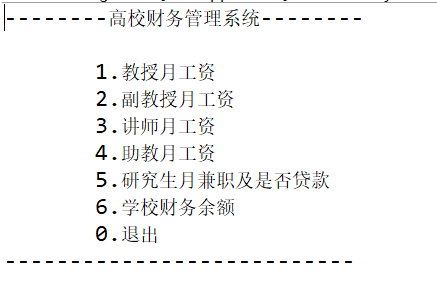 --------高校财务管理系统--------
1.教授月工资
2.副教授月工资
3.讲师月工资
4.助教月工资
5.研究生月兼职及是否贷款
6.学校财务余额
0.退出
---------------------------